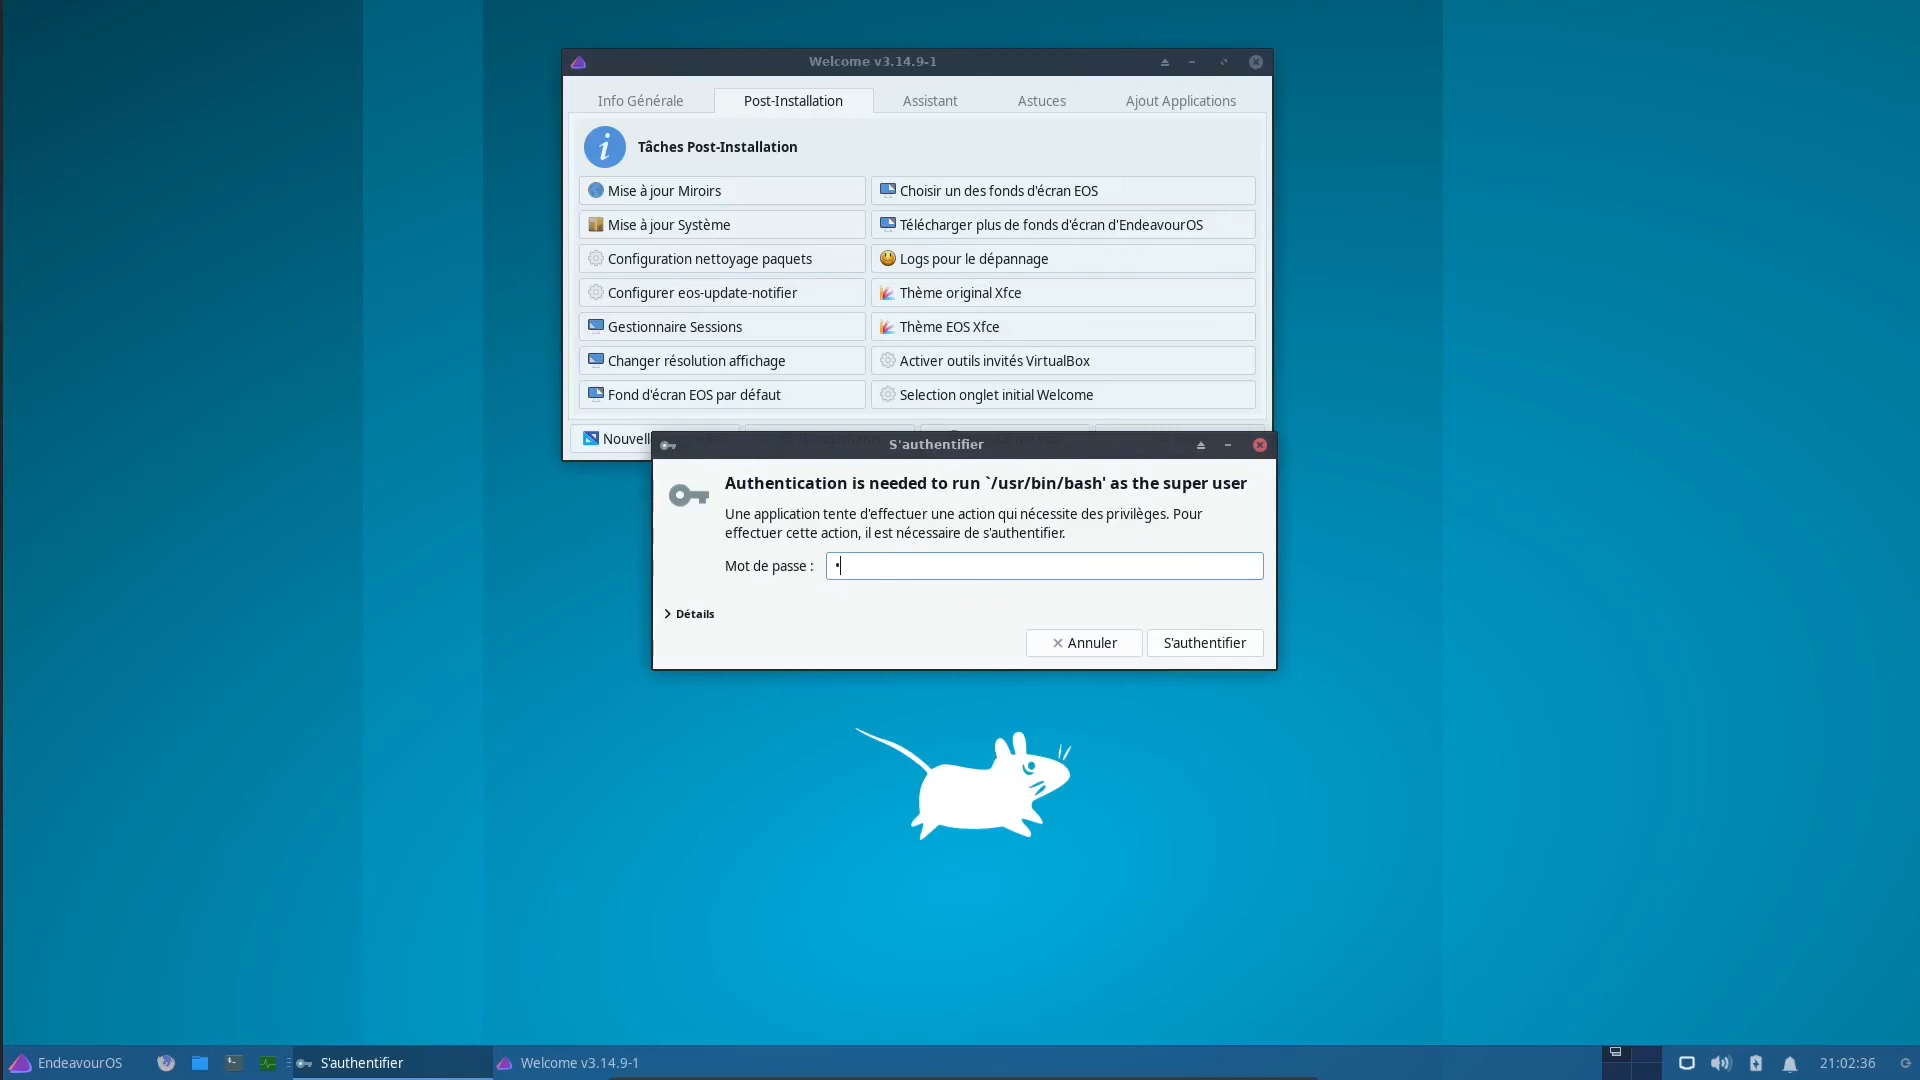 Welcome v3.14.9-1
Info Générale
Post-Installation
Assistant
Astuces
Ajout Applications
Tâches Post-Installation
Mise à jour Miroirs
Choisir un des fonds d'écran EOS
Mise à jour Système
Télécharger plus de fonds d'écran d'EndeavourOS
Configuration nettoyage paquets
Logs pour le dépannage
Configurer eos-update-notifier
Thème original Xfce
Gestionnaire Sessions
Thème EOS Xfce
Changer résolution affichage
Activer outils invités VirtualBox
Fond d'écran EOS par défaut
Selection onglet initial Welcome
S'authentifier
Authentication is needed to run `/usr/bin/bash' as the super user
Une application tente d'effectuer une action qui nécessite des privilèges. Pour
effectuer cette action, il est nécessaire de s'authentifier.
Mot de passe :
Détails
Annuler
S'authentifier
EndeavourOS
S'authentifier
Welcome v3.14.9-1
21:02:36